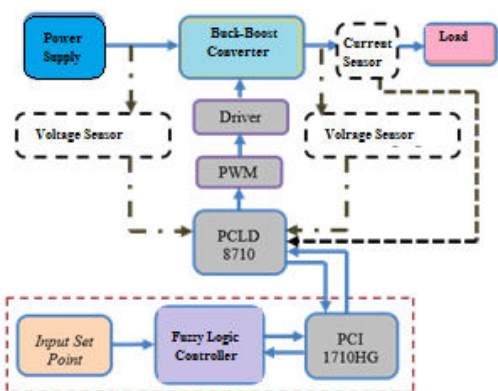 Power
Supply
Buck-Boost
Converter
Current
Sensor
Load
Voltage Sensor
Driver
Volrage Sensor
PWM
PCLD
8710
Input Set
Point
Fuzzy Logic
Controller
PCI
1710HG